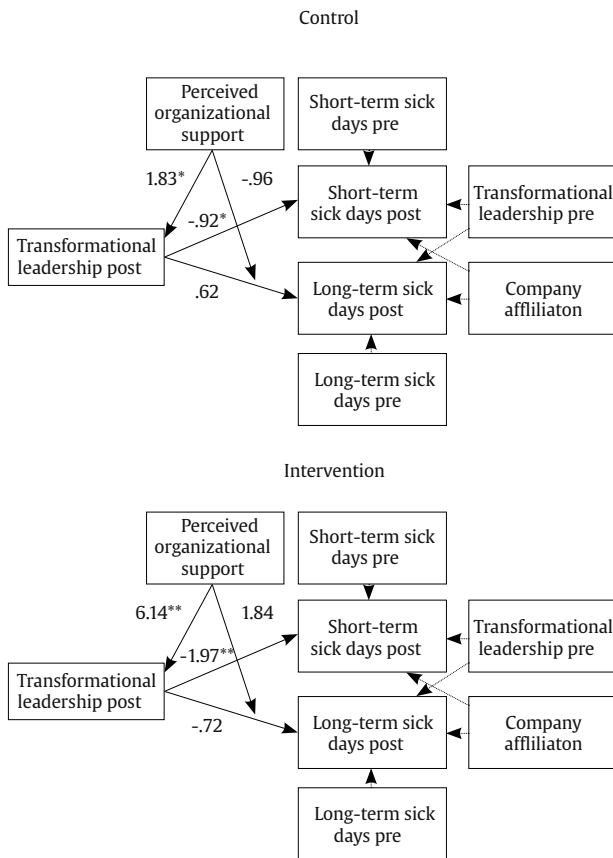 Control
Perceived
organizational
support
Short-term sick
days pre
1.83*
-.96
Short-term
sick days post
Transformational
leadership pre
-.92*
Transformational
leadership post
.62
Long-term sick
days post
Company
affliliaton
Long-term sick
days pre
Intervention
Perceived
organizational
support
Short-term sick
days pre
6.14**
1.84
Short-term
sick days post
Transformational
leadership pre
-1.97**
Transformational
leadership post
-.72
Long-term sick
days post
Company
affliliaton
Long-term sick
days pre